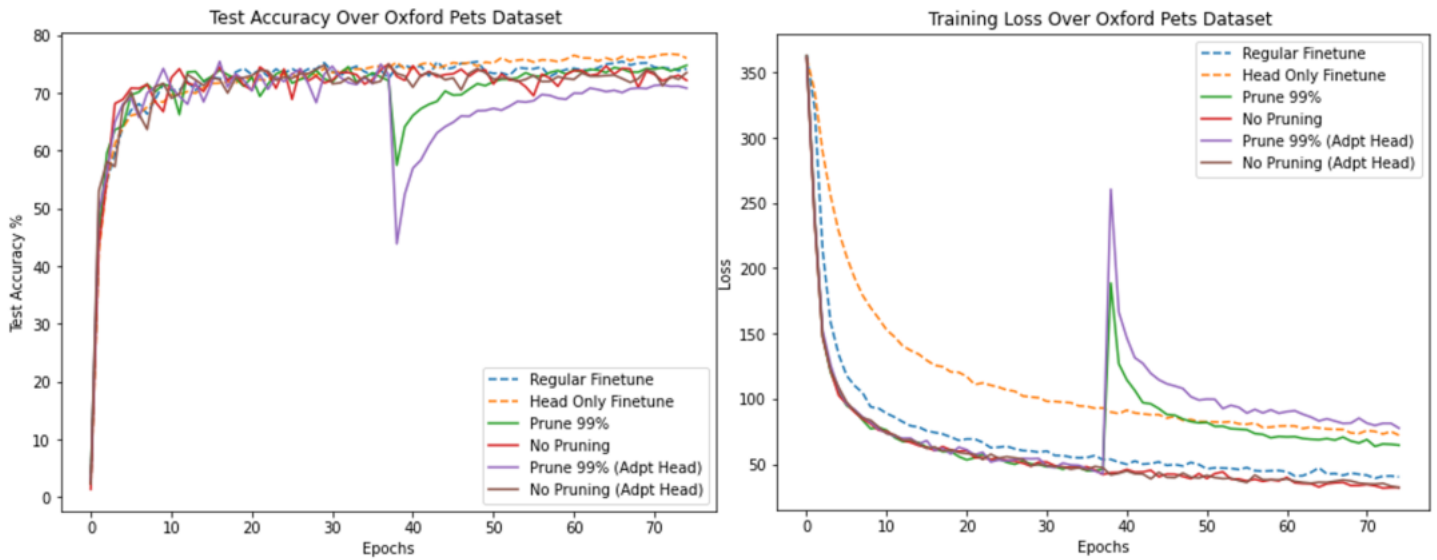 Test Accuracy Over Oxford Pets Dataset
80
70
60
50
40
30
20
10
0
Test Accuracy %
0 10 20 30 40 50 60 70
Epochs
Regular Finetune
Head Only Finetune
Prune 99%
No Pruning
Prune 99% (Adpt Head)
No Pruning (Adpt Head)
Training Loss Over Oxford Pets Dataset
350
300
250
200
150
100
50
Loss
0 10 20 30 40 50 60 70
Epochs
Regular Finetune
Head Only Finetune
Prune 99%
No Pruning
Prune 99% (Adpt Head)
No Pruning (Adpt Head)